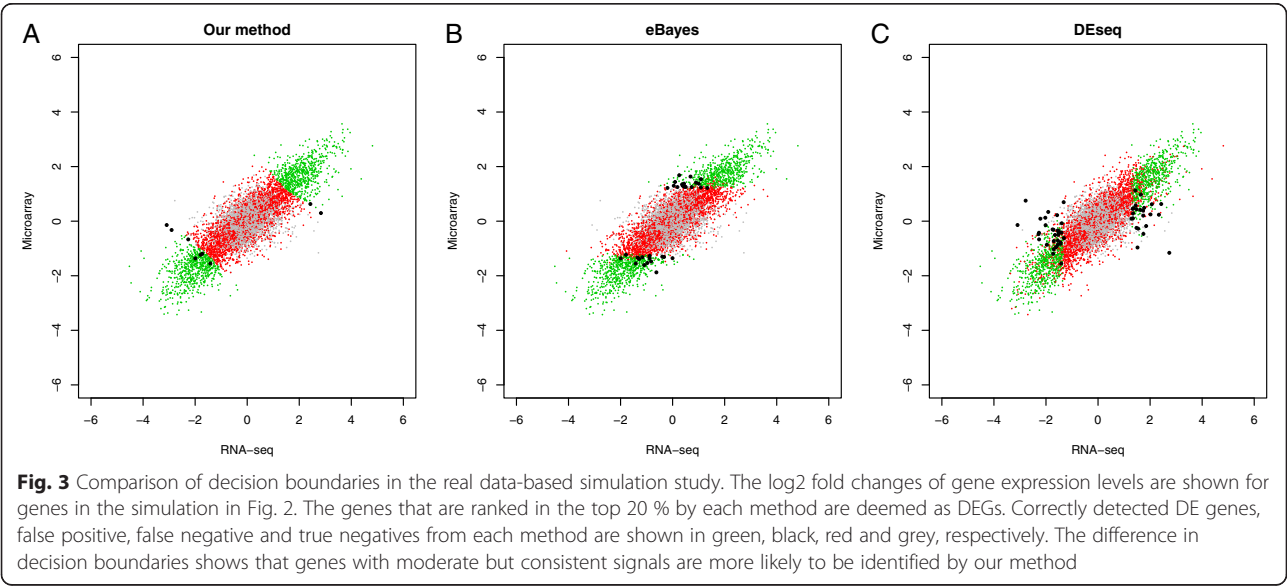 A
Our method
6
4
2
0
−2
−4
−6
Microarray
−6 −4 −2 0 2 4 6
RNA−seq
B
eBayes
6
4
2
0
−2
−4
−6
Microarray
−6 −4 −2 0 2 4 6
RNA−seq
C
DEseq
6
4
2
0
−2
−4
−6
Microarray
−6 −4 −2 0 2 4 6
RNA−seq
Fig. 3 Comparison of decision boundaries in the real data-based simulation study. The log2 fold changes of gene expression levels are shown for
genes in the simulation in Fig. 2. The genes that are ranked in the top 20 % by each method are deemed as DEGs. Correctly detected DE genes,
false positive, false negative and true negatives from each method are shown in green, black, red and grey, respectively. The difference in
decision boundaries shows that genes with moderate but consistent signals are more likely to be identified by our method